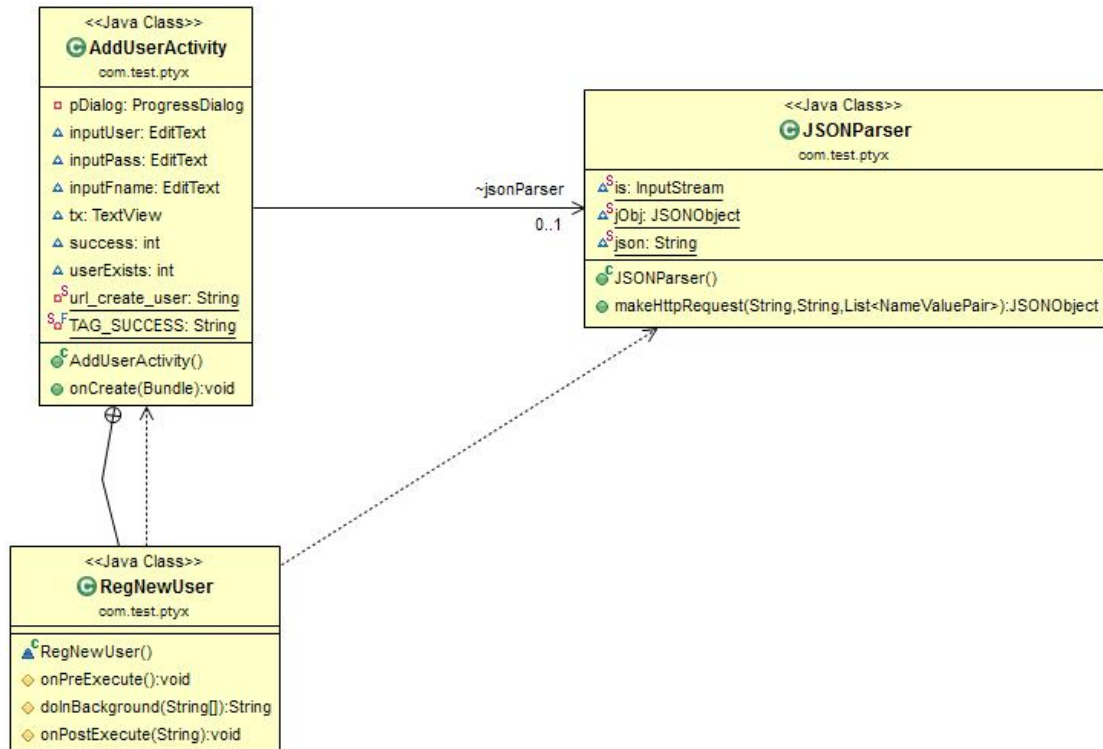 <<Java Class>>
AddUserActivity
com.test.ptyx
pDialog: ProgressDialog
inputUser: EditText
inputPass: EditText
inputFname: EditText
tx: TextView
success: int
userExists: int
S url_create_user: String
S F TAG_SUCCESS: String
C AddUserActivity()
onCreate(Bundle):void
~jsonParser
0..1
<<Java Class>>
C JSONParser
com.test.ptyx
S is: InputStream
S jObj: JSONObject
S json: String
C JSONParser()
makeHttpRequest(String,String,List<NameValuePair>):JSONObject
<<Java Class>>
C RegNewUser
com.test.ptyx
C RegNewUser()
onPreExecute():void
doInBackground(String[]):String
onPostExecute(String):void